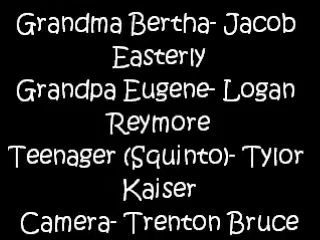 Grandma Bertha- Jacob
Easterly
Grandpa Eugene- Logan
Reymore
Teenager (Squinto)- Tylor
Kaiser
Camera- Trenton Bruce